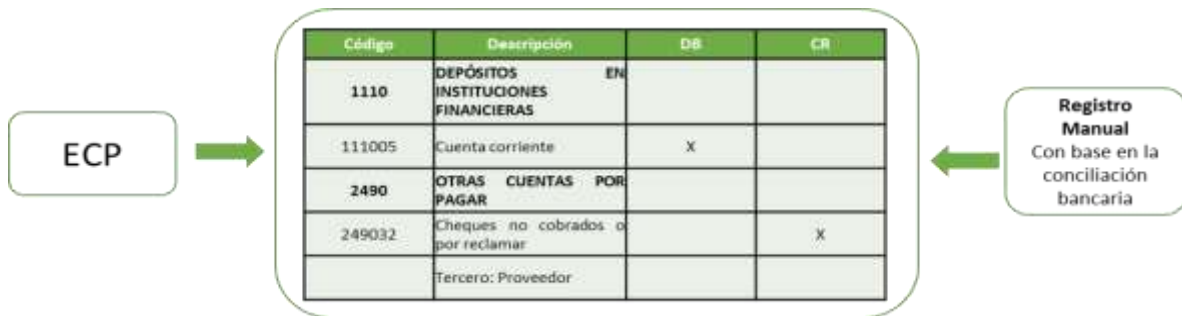 ECP
Código Descripción DB CR
1110 DEPÓSITOS EN
INSTITUCIONES
FINANCIERAS
111005 Cuenta corriente X
2490 OTRAS CUENTAS POR
PAGAR
249032 Cheques no cobrados o
por reclamar X
Tercero: Proveedor
Registro
Manual
Con base en la
conciliación
bancaria